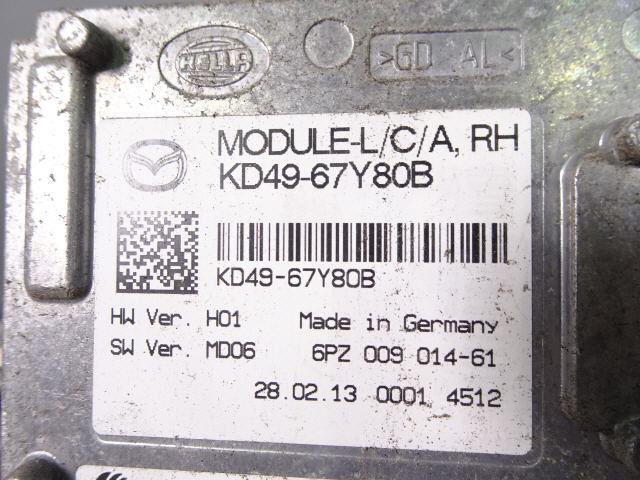 HELLA
>GD AL<
MODULE-L/C/A, RH
KD49-67Y80B
KD49-67Y80B
HW Ver. H01 Made in Germany
SW Ver. MD06 6PZ 009 014-61
28.02.13 0001 4512